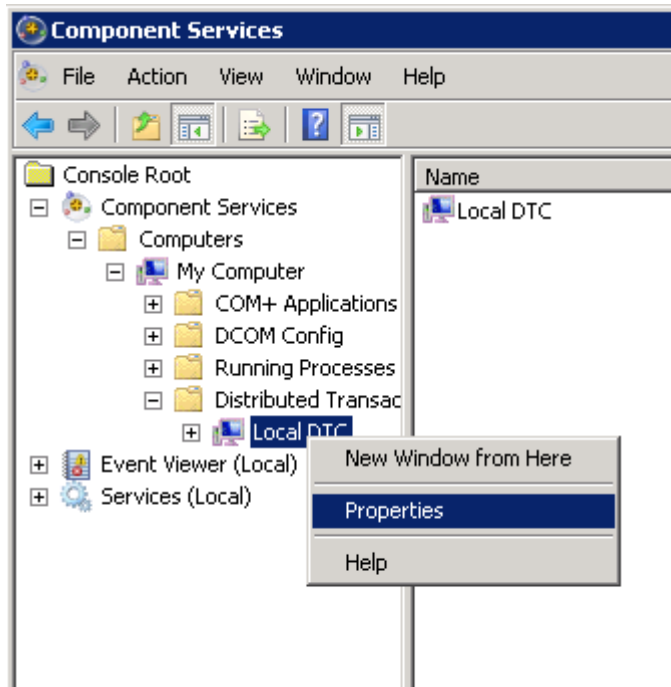 Component Services
File Action View Window Help
Console Root
Name
Component Services
Local DTC
Computers
My Computer
COM+ Applications
DCOM Config
Running Processes
Distributed Transac
Local DTC
New Window from Here
Event Viewer (Local)
Services (Local)
Properties
Help